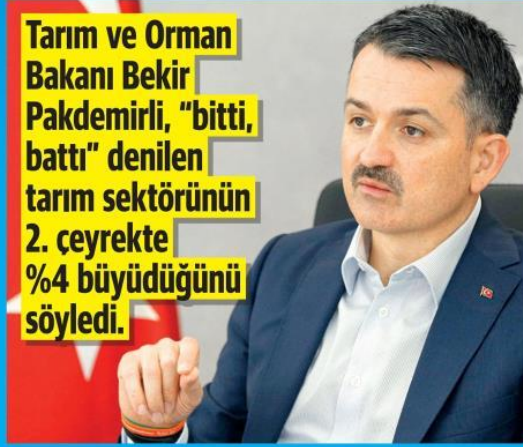 Tarım ve Orman
Bakanı Bekir
Pakdemirli, “bitti,
battı” denilen
tarım sektörünün
2. çeyrekte
%4 büyüdüğünü
söyledi.